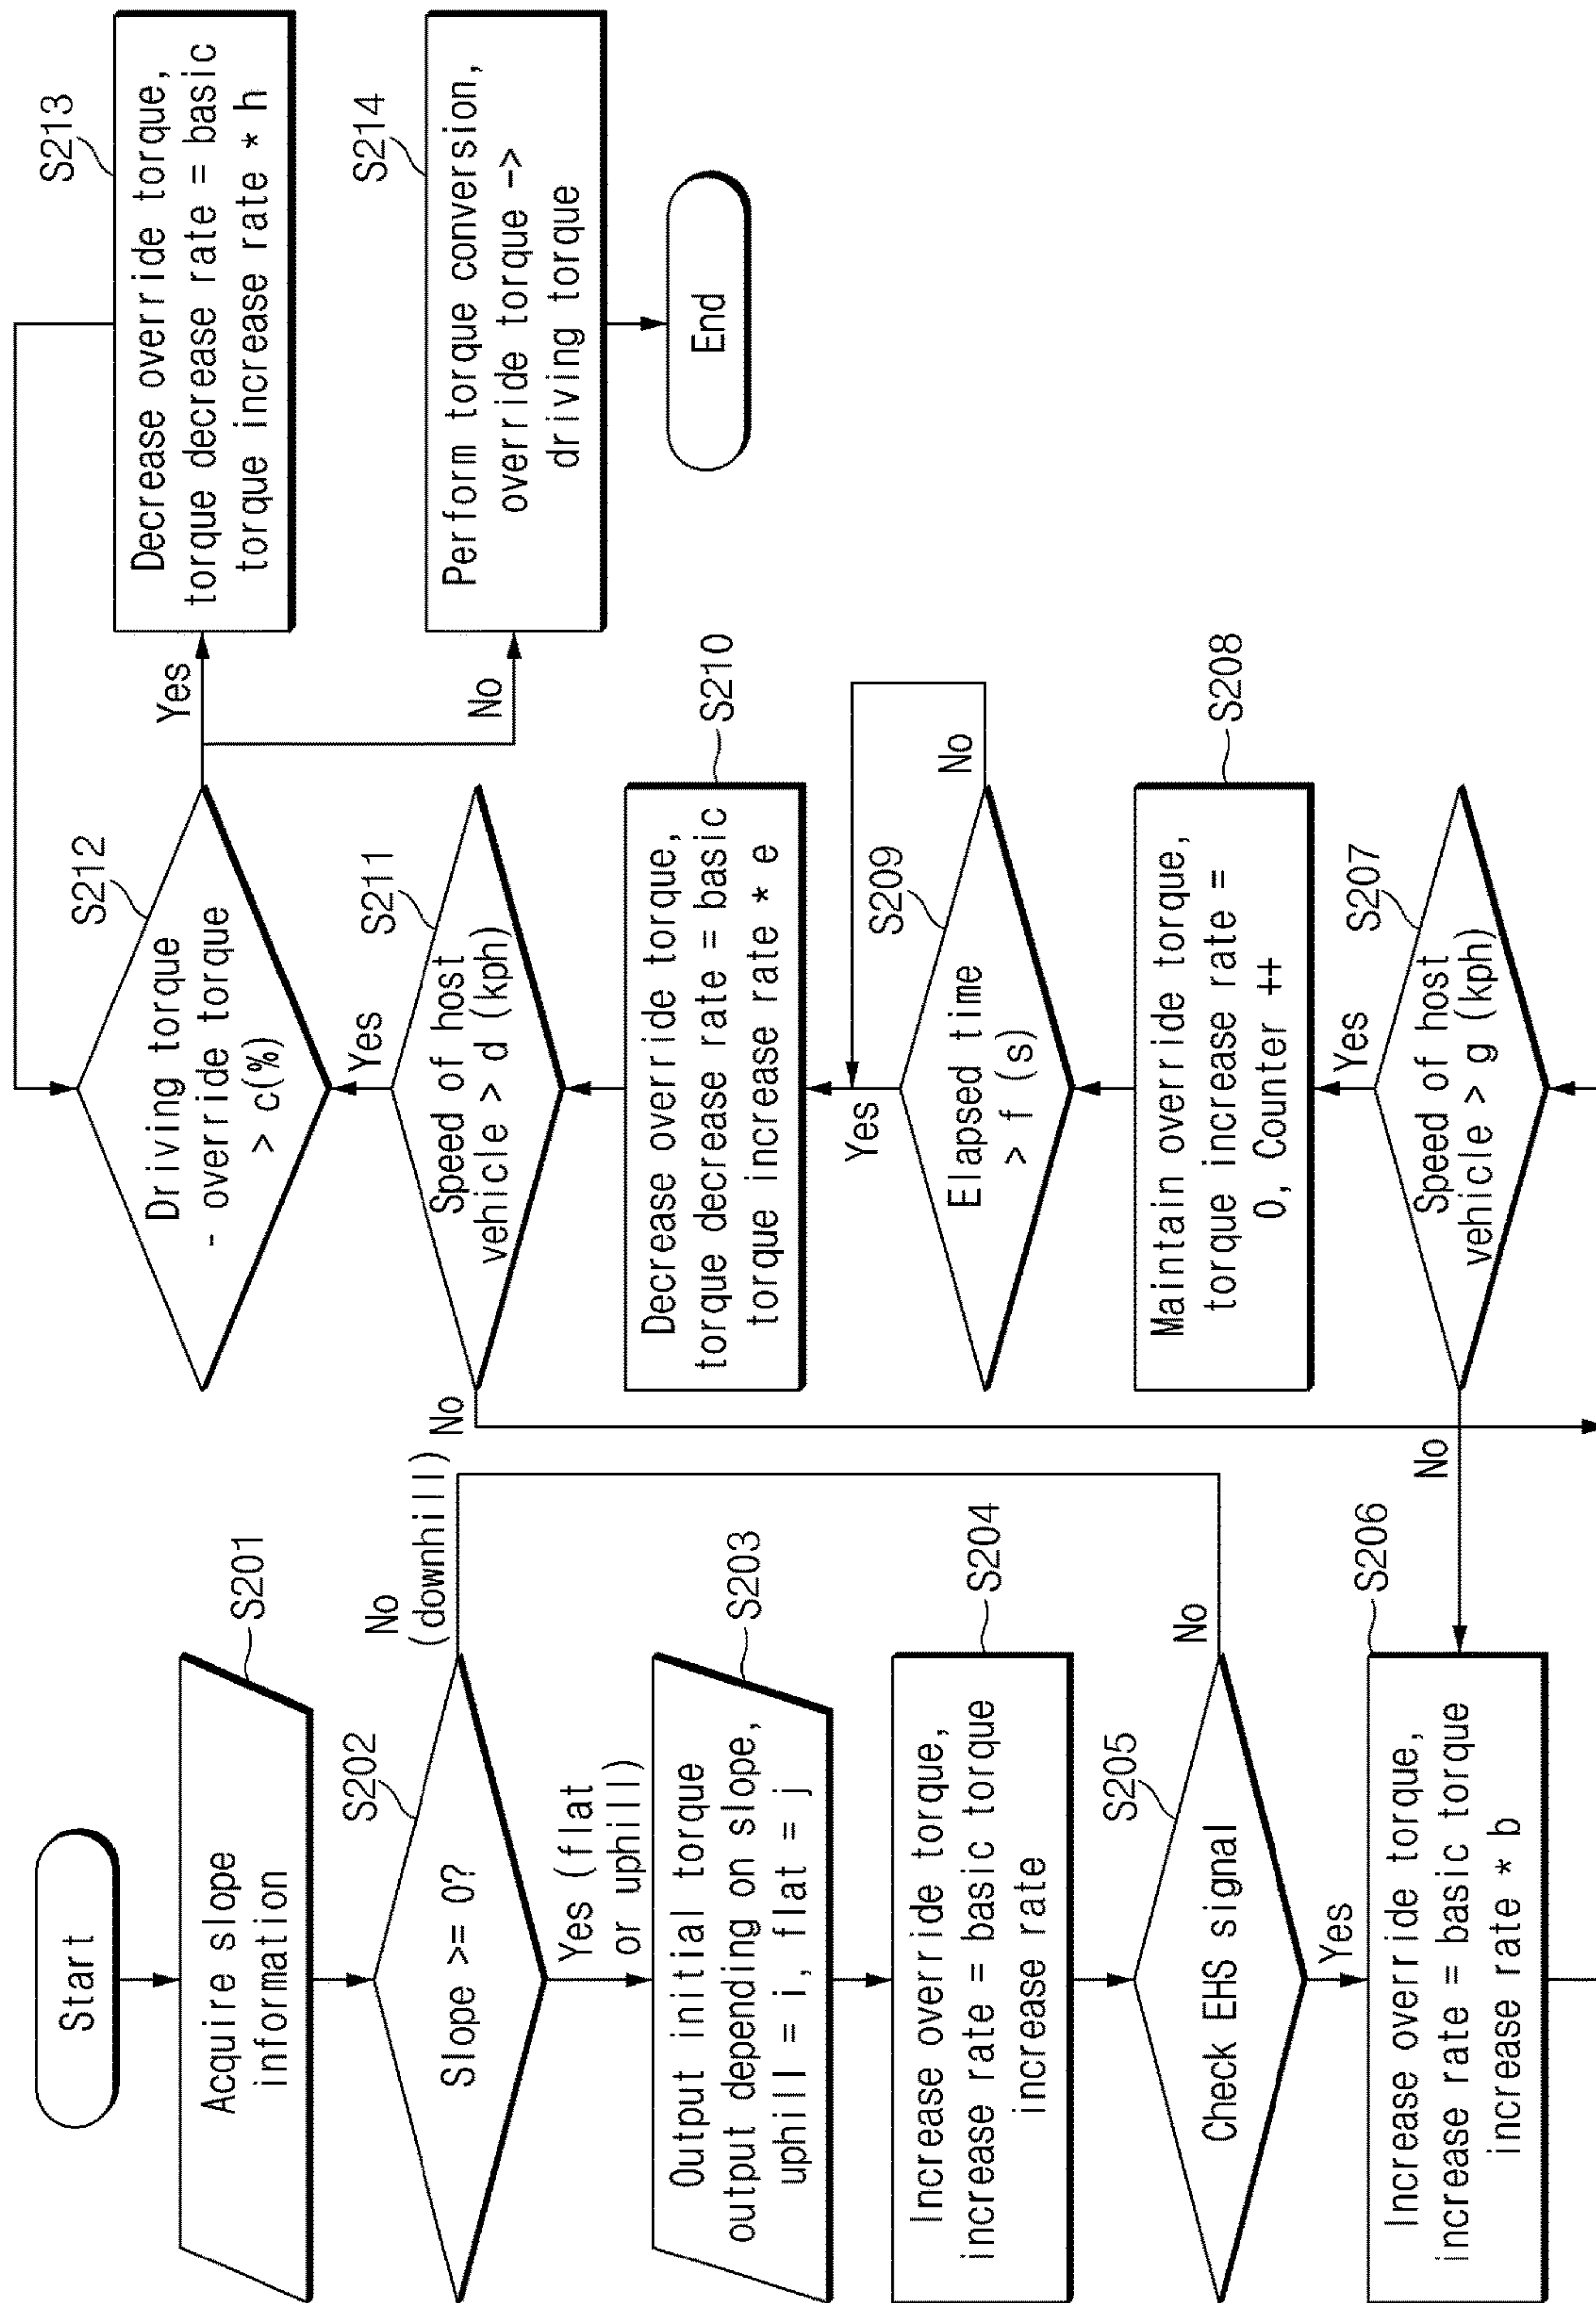 Start
S201
Acquire slope
information
S202
Slope >= 0?
No
(downhill)
Yes (flat
or uphill)
S203
Output initial torque
output depending on slope,
uphill = i, flat = j
S204
Increase override torque,
increase rate = basic torque
increase rate
S205
Check EHS signal
No
Yes
S206
Increase override torque,
increase rate = basic torque
increase rate * b
S207
Speed of host
vehicle > g (kph)
No
Yes
S208
Maintain override torque,
torque increase rate =
0, Counter ++
S209
Elapsed time
> f (s)
No
Yes
S210
Decrease override torque,
torque decrease rate = basic
torque increase rate * e
S211
Speed of host
vehicle > d (kph)
No
Yes
S212
Driving torque
- override torque
> c(%)
Yes
No
S213
Decrease override torque,
torque decrease rate = basic
torque increase rate * h
S214
Perform torque conversion,
override torque ->
driving torque
End